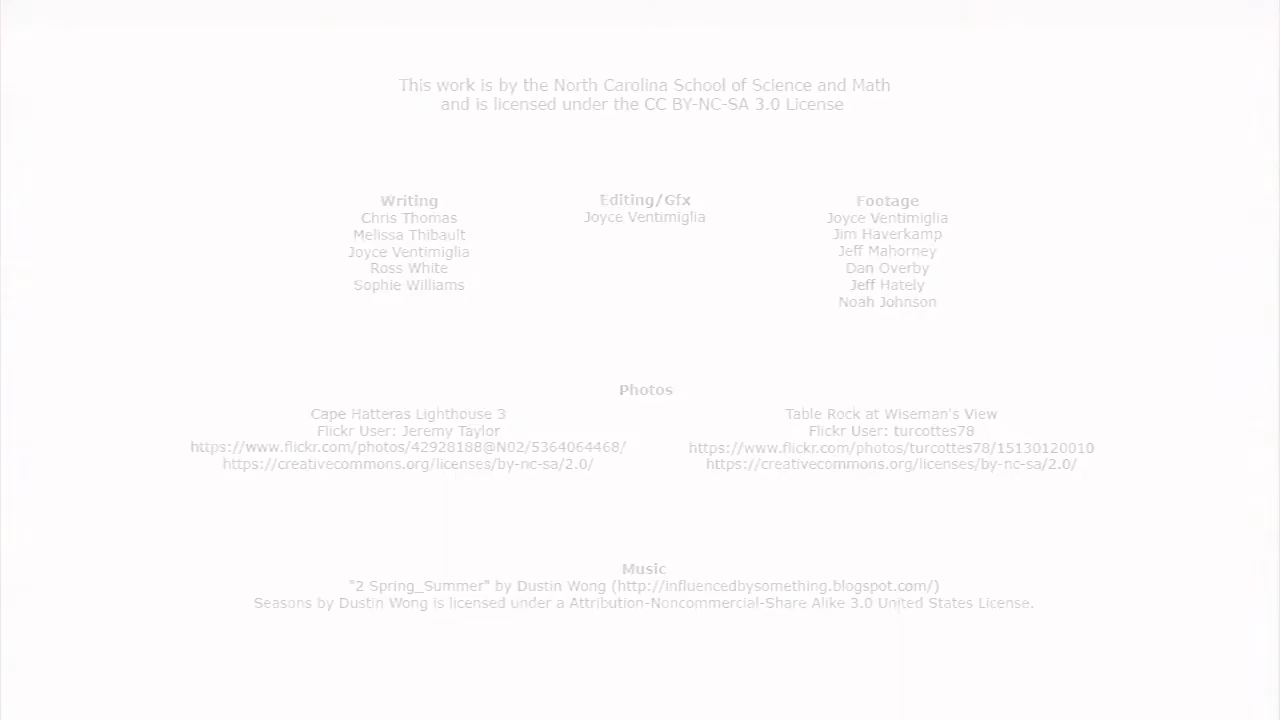 This work is by the North Carolina School of Science and Math
and is licensed under the CC BY-NC-SA 3.0 License
Writing
Chris Thomas
Melissa Thibault
Joyce Ventimiglia
Ross White
Sophie Williams
Editing/Gfx
Joyce Ventimiglia
Footage
Joyce Ventimiglia
Jim Haverkamp
Jeff Mahorney
Dan Overby
Jeff Hately
Noah Johnson
Photos
Cape Hatteras Lighthouse 3
Flickr User: Jeremy Taylor
https://www.flickr.com/photos/42928188@N02/5364064468/
https://creativecommons.org/licenses/by-nc-sa/2.0/
Table Rock at Wiseman's View
Flickr User: turcottes78
https://www.flickr.com/photos/turcottes78/15130120010
https://creativecommons.org/licenses/by-nc-sa/2.0/
Music
"2 Spring_Summer" by Dustin Wong (http://influencedbysomething.blogspot.com/)
Seasons by Dustin Wong is licensed under a Attribution-Noncommercial-Share Alike 3.0 United States License.